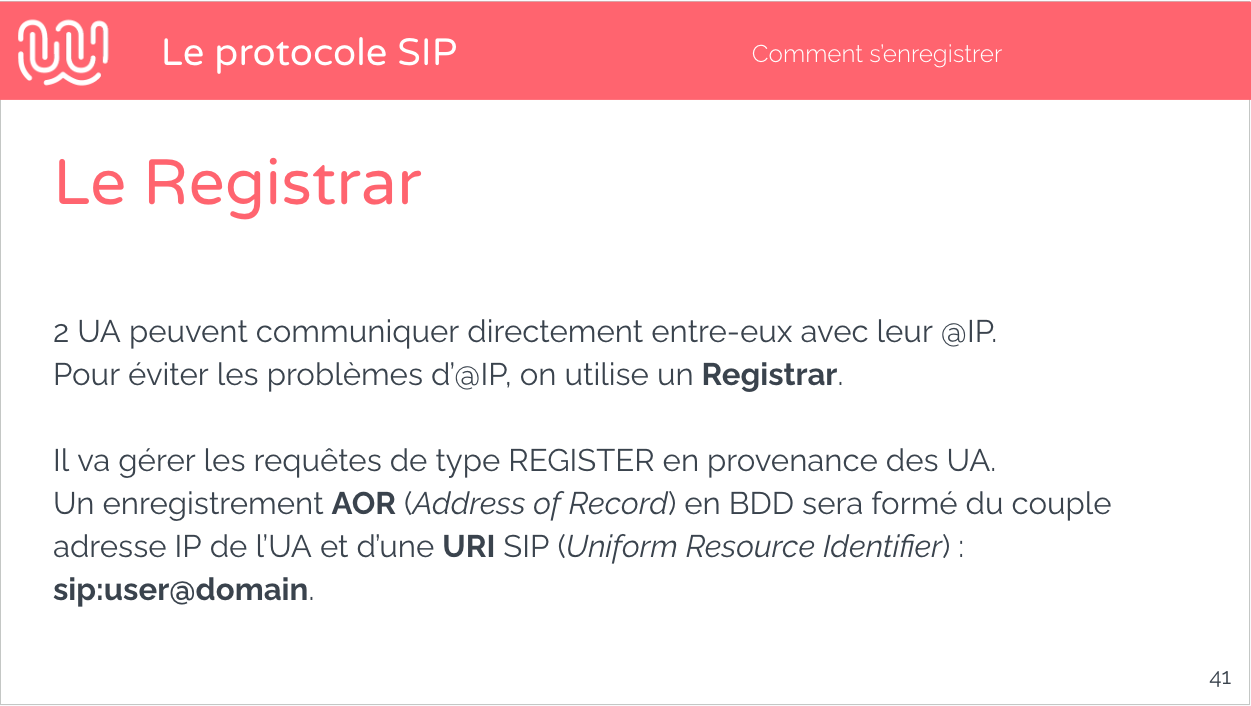 Le protocole SIP
Comment s’enregistrer
Le Registrar
2 UA peuvent communiquer directement entre-eux avec leur @IP.
Pour éviter les problèmes d’@IP, on utilise un Registrar.
Il va gérer les requêtes de type REGISTER en provenance des UA.
Un enregistrement AOR (Address of Record) en BDD sera formé du couple
adresse IP de l’UA et d’une URI SIP (Uniform Resource Identifier) :
sip:user@domain.
41